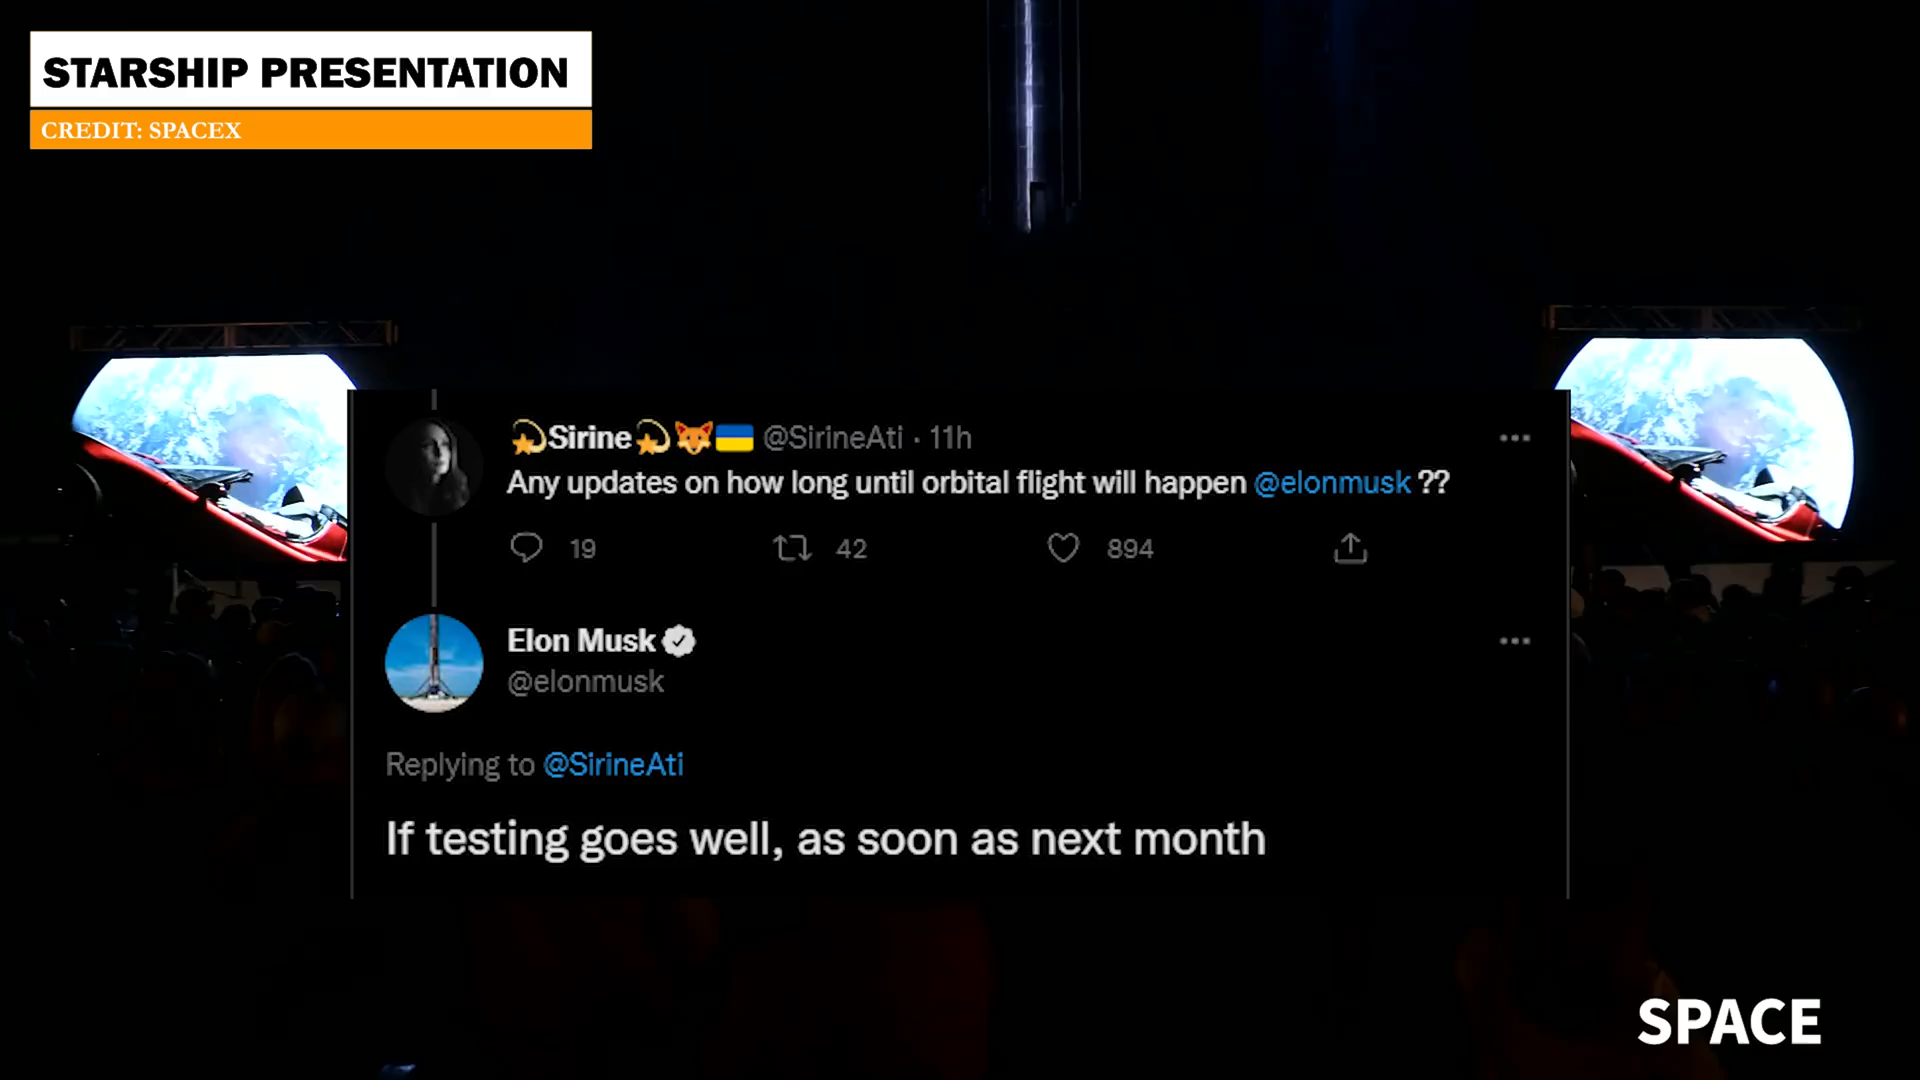 STARSHIP PRESENTATION
CREDIT: SPACEX
💫Sirine💫🦊🇺🇦 @SirineAti · 11h
Any updates on how long until orbital flight will happen @elonmusk ??
19 42 894
Elon Musk
@elonmusk
Replying to @SirineAti
If testing goes well, as soon as next month
SPACE